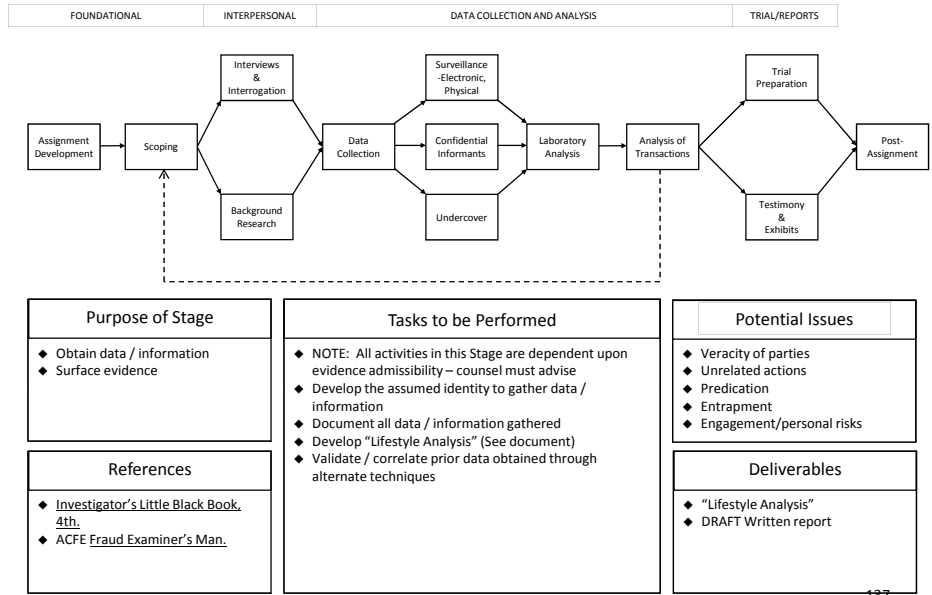 FOUNDATIONAL
INTERPERSONAL
DATA COLLECTION AND ANALYSIS
TRIAL/REPORTS
Interviews
&
Interrogation
Surveillance
-Electronic,
Physical
Trial
Preparation
Assignment
Development
Scoping
Data
Collection
Confidential
Informants
Laboratory
Analysis
Analysis of
Transactions
Post-
Assignment
Background
Research
Undercover
Testimony
&
Exhibits
Purpose of Stage
◆ Obtain data / information
◆ Surface evidence
References
◆ Investigator's Little Black Book,
4th.
◆ ACFE Fraud Examiner's Man.
Tasks to be Performed
◆ NOTE:  All activities in this Stage are dependent upon
evidence admissibility – counsel must advise
◆ Develop the assumed identity to gather data /
information
◆ Document all data / information gathered
◆ Develop "Lifestyle Analysis" (See document)
◆ Validate / correlate prior data obtained through
alternate techniques
Potential Issues
◆ Veracity of parties
◆ Unrelated actions
◆ Predication
◆ Entrapment
◆ Engagement/personal risks
Deliverables
◆ "Lifestyle Analysis"
◆ DRAFT Written report